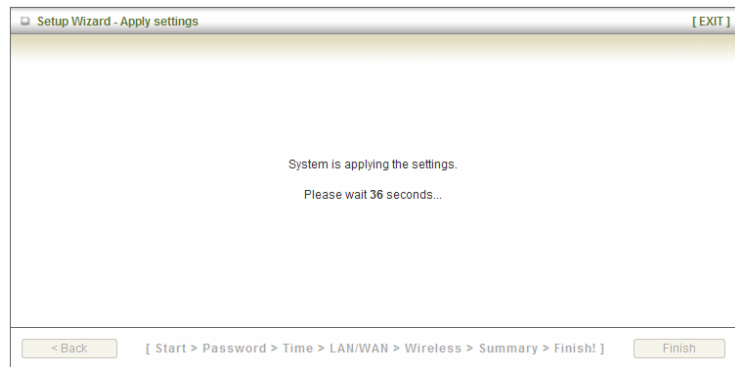 Setup Wizard - Apply settings [ EXIT ]
System is applying the settings.
Please wait 36 seconds...
< Back [ Start > Password > Time > LAN/WAN > Wireless > Summary > Finish! ] Finish